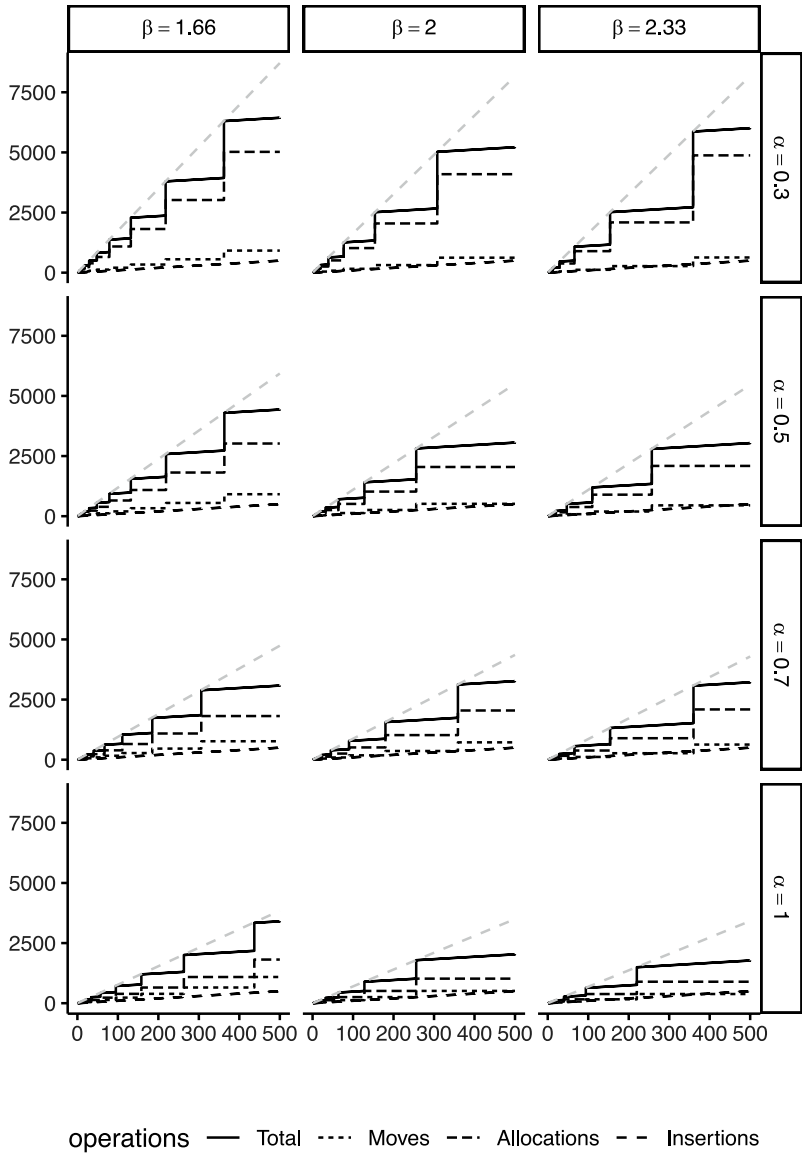 β = 1.66 β = 2 β = 2.33
7500
5000
2500
0
α = 0.3
7500
5000
2500
0
α = 0.5
7500
5000
2500
0
α = 0.7
7500
5000
2500
0
α = 1
0 100 200 300 400 500 0 100 200 300 400 500 0 100 200 300 400 500
operations Total Moves Allocations Insertions